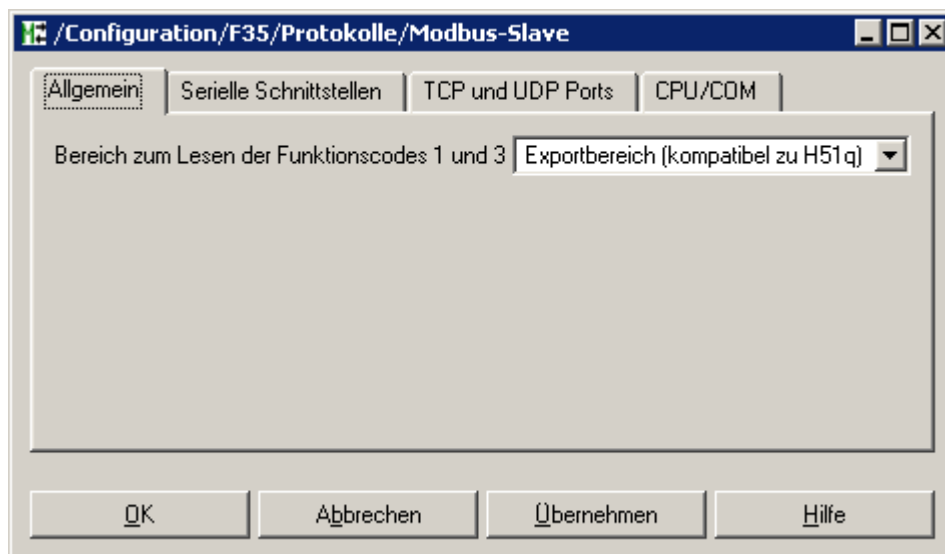 /Configuration/F35/Protokolle/Modbus-Slave
Allgemein Serielle Schnittstellen TCP und UDP Ports CPU/COM
Bereich zum Lesen der Funktionscodes 1 und 3 Exportbereich (kompatibel zu H51q)
OK Abbrechen Übernehmen Hilfe